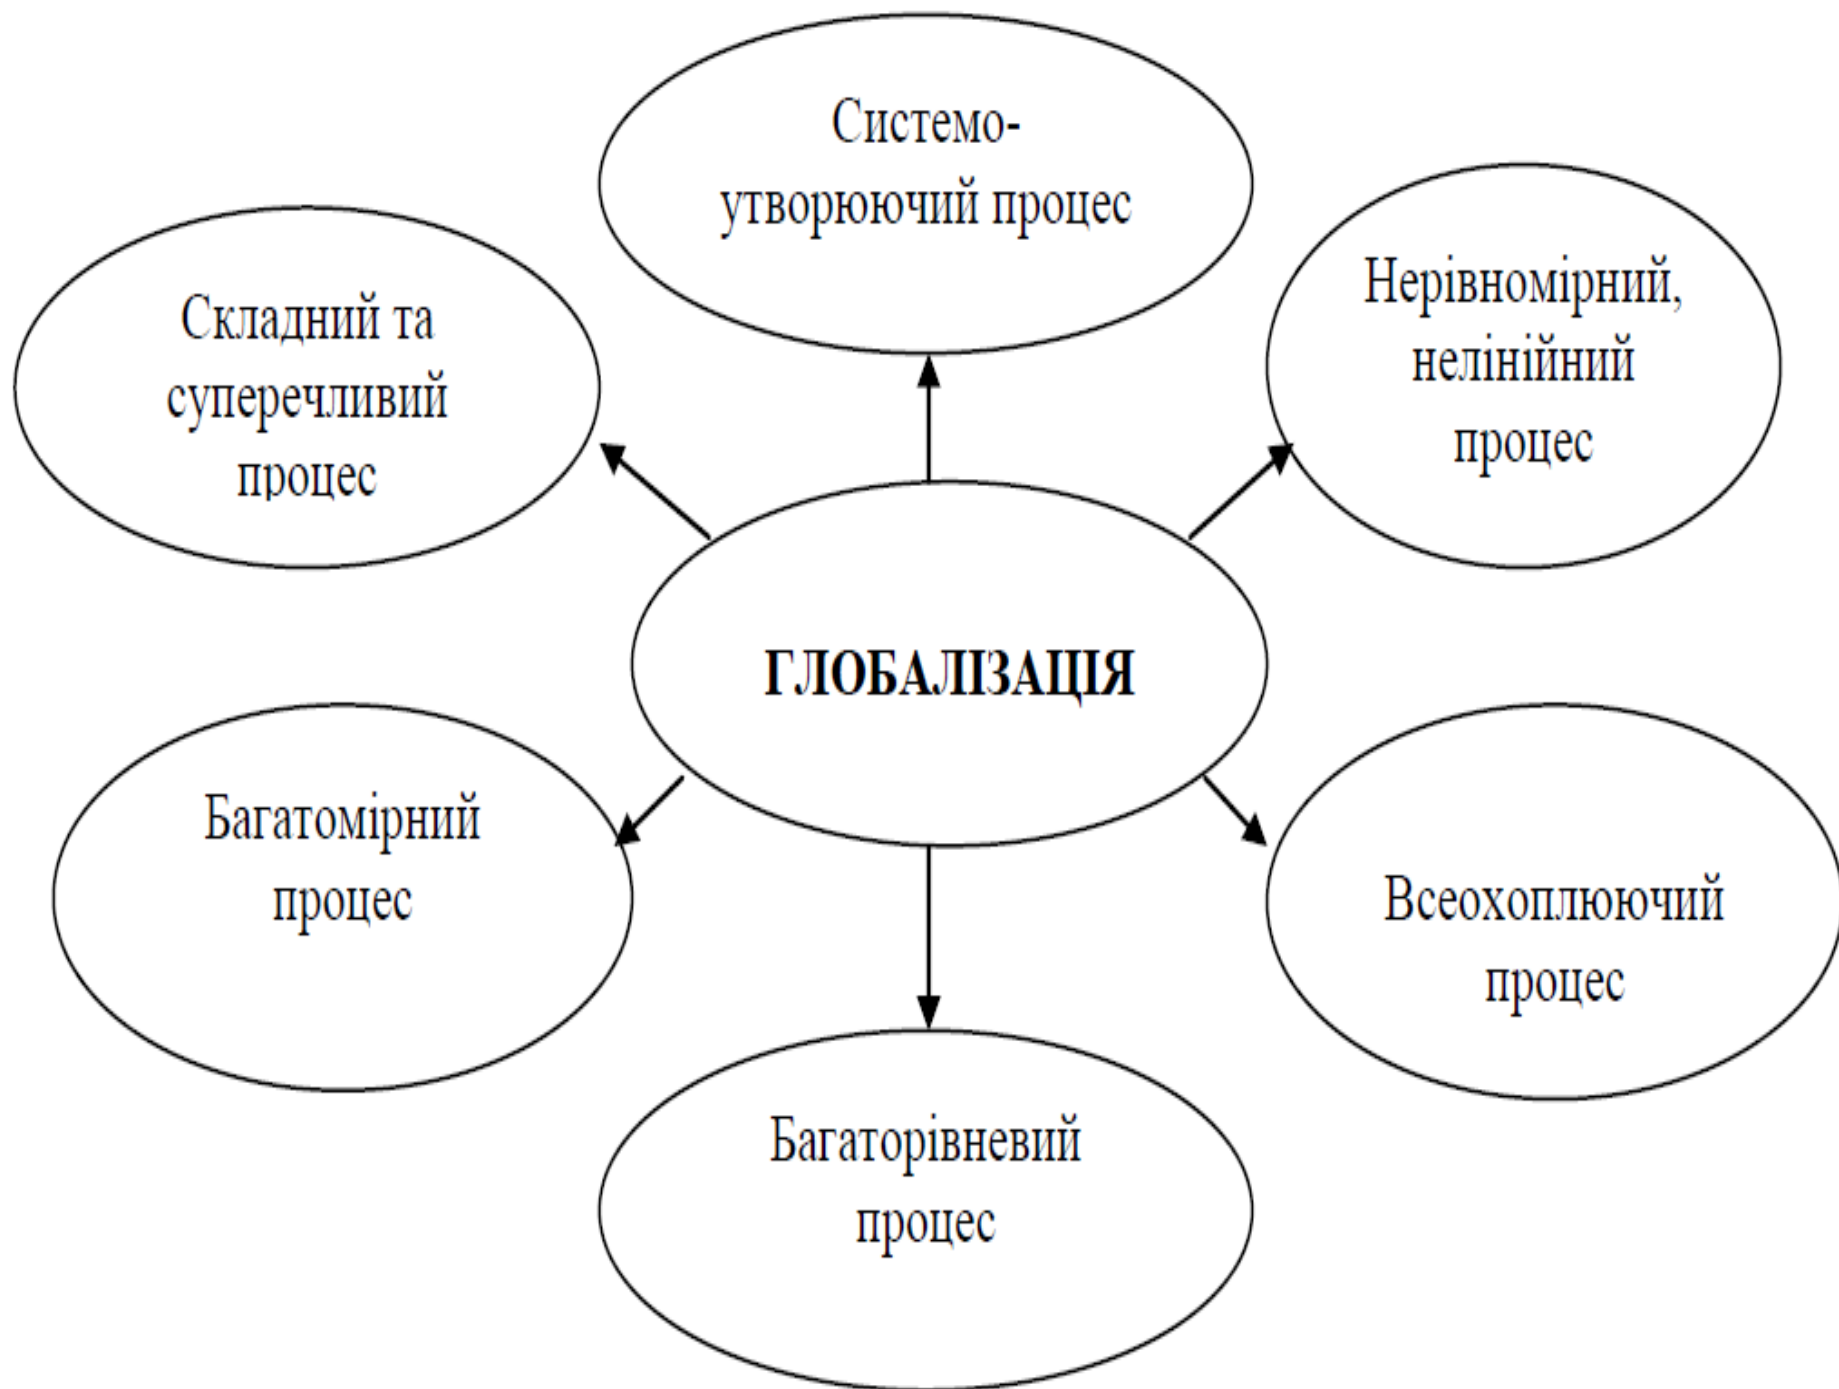 Системо-
утворюючий процес
Складний та
суперечливий
процес
Нерівномірний,
нелінійний
процес
ГЛОБАЛІЗАЦІЯ
Багатомірний
процес
Всеохоплюючий
процес
Багаторівневий
процес